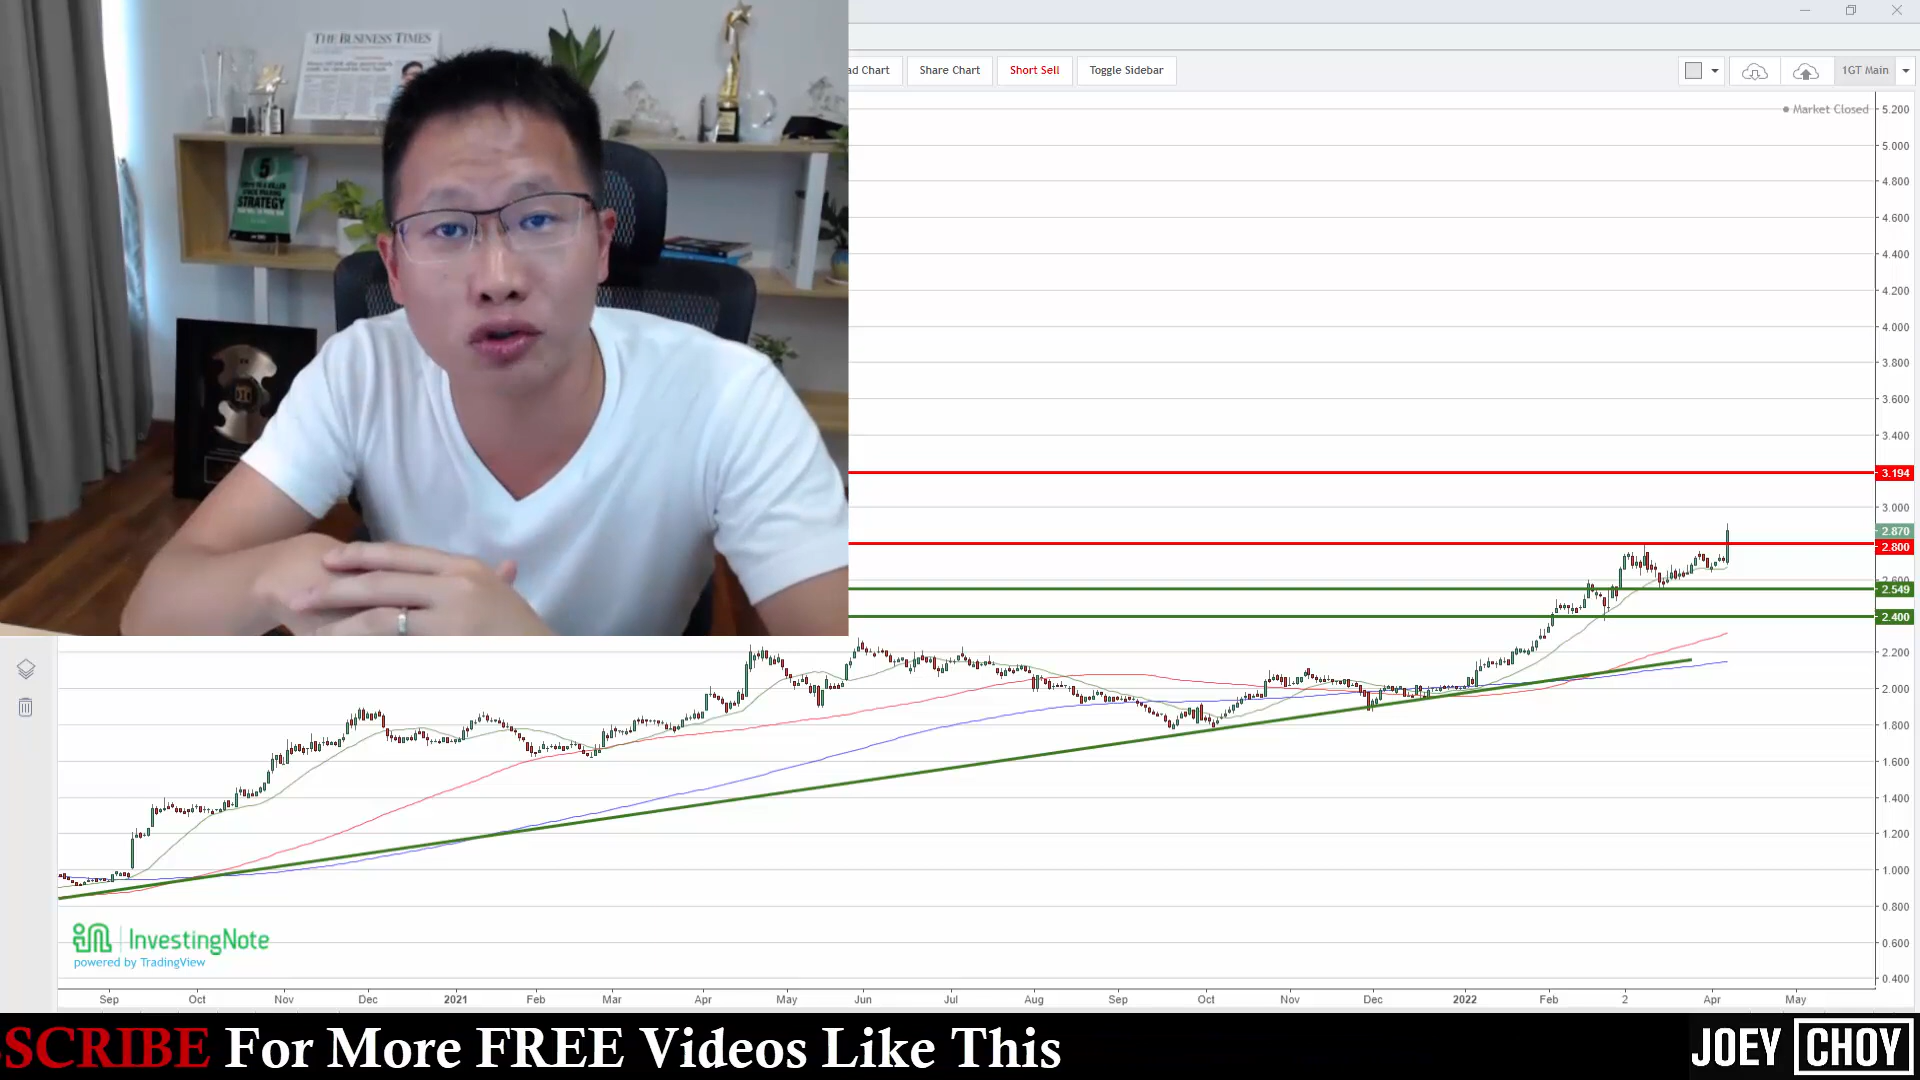 THE BUSINESS TIMES
5
STRATEGY
ad Chart
Share Chart
Short Sell
Toggle Sidebar
1GT Main
Market Closed
5.200
5.000
4.800
4.600
4.400
4.200
4.000
3.800
3.600
3.400
3.194
3.000
2.870
2.800
2.600
2.549
2.400
2.200
2.000
1.800
1.600
1.400
1.200
1.000
0.800
0.600
0.400
InvestingNote
powered by TradingView
Sep Oct Nov Dec 2021 Feb Mar Apr May Jun Jul Aug Sep Oct Nov Dec 2022 Feb 2 Apr May
SCRIBE For More FREE Videos Like This
JOEY CHOY